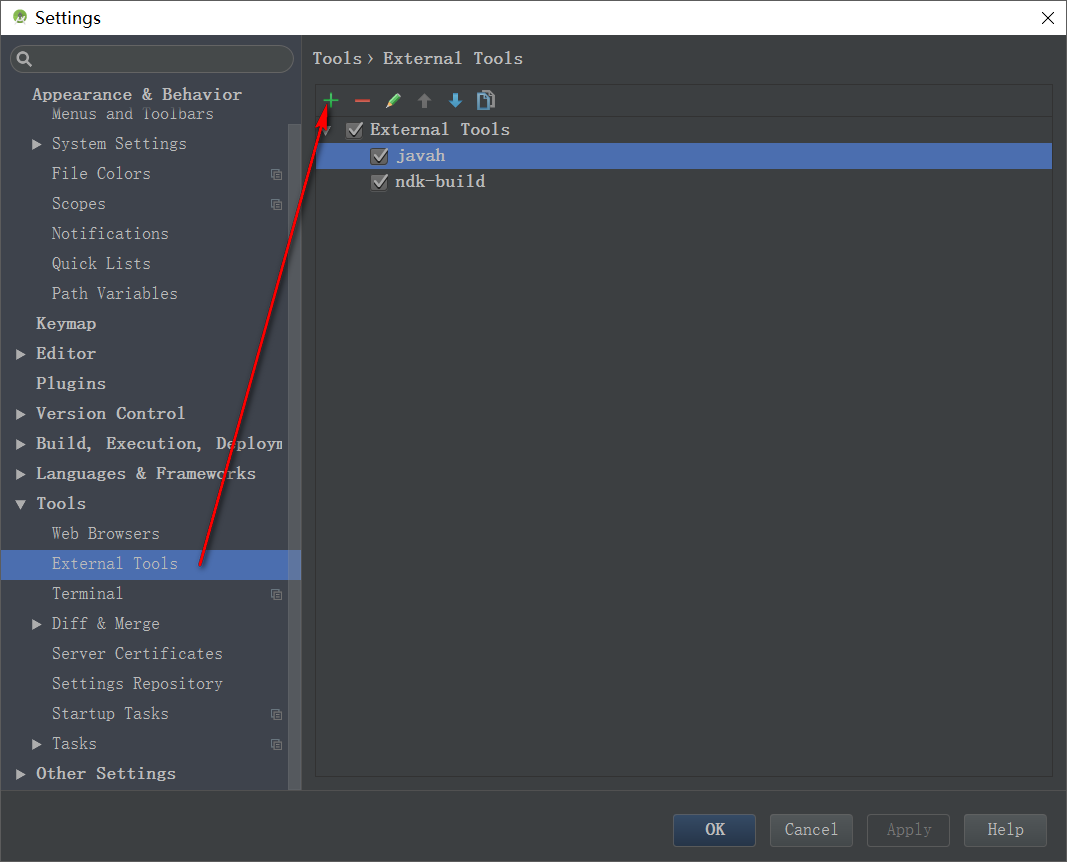 Settings
Tools › External Tools
Appearance & Behavior
Menus and Toolbars
System Settings
File Colors
Scopes
Notifications
Quick Lists
Path Variables
Keymap
Editor
Plugins
Version Control
Build, Execution, Deploym
Languages & Frameworks
Tools
Web Browsers
External Tools
Terminal
Diff & Merge
Server Certificates
Settings Repository
Startup Tasks
Tasks
Other Settings
External Tools
javah
ndk-build
OK
Cancel
Apply
Help